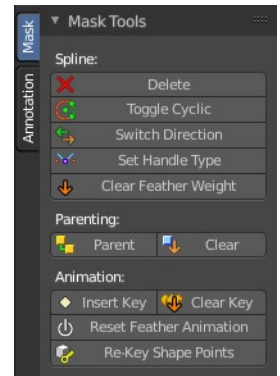 Mask
Annotation
Mask Tools
Spline:
Delete
Toggle Cyclic
Switch Direction
Set Handle Type
Clear Feather Weight
Parenting:
Parent Clear
Animation:
Insert Key Clear Key
Reset Feather Animation
Re-Key Shape Points